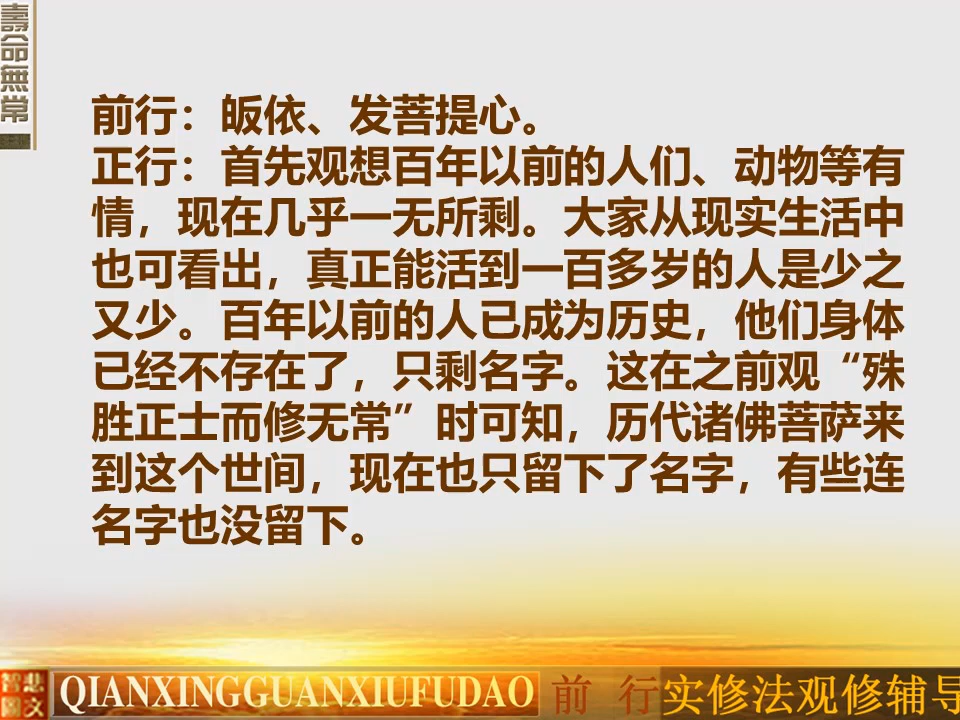 壽命無常
前行：皈依、发菩提心。
正行：首先观想百年以前的人们、动物等有
情，现在几乎一无所剩。大家从现实生活中
也可看出，真正能活到一百多岁的人是少之
又少。百年以前的人已成为历史，他们身体
已经不存在了，只剩名字。这在之前观“殊
胜正士而修无常”时可知，历代诸佛菩萨来
到这个世间，现在也只留下了名字，有些连
名字也没留下。
QIANXINGGUANXIUFUDAO 前 行实修法观修辅导